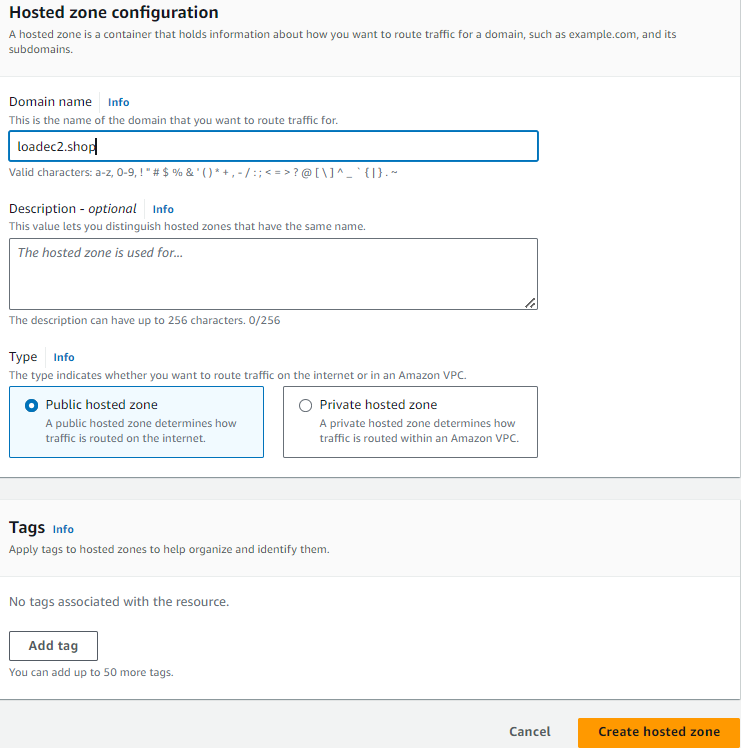 Hosted zone configuration
A hosted zone is a container that holds information about how you want to route traffic for a domain, such as example.com, and its
subdomains.
Domain name Info
This is the name of the domain that you want to route traffic for.
loadec2.shop
Valid characters: a-z, 0-9, ! " # $ % & ' ( ) * + , - / : ; < = > ? @ [ \ ] ^ _ ` { | } . ~
Description - optional Info
This value lets you distinguish hosted zones that have the same name.
The hosted zone is used for...
The description can have up to 256 characters. 0/256
Type Info
The type indicates whether you want to route traffic on the internet or in an Amazon VPC.
Public hosted zone
A public hosted zone determines how
traffic is routed on the internet.
Private hosted zone
A private hosted zone determines how
traffic is routed within an Amazon VPC.
Tags Info
Apply tags to hosted zones to help organize and identify them.
No tags associated with the resource.
Add tag
You can add up to 50 more tags.
Cancel
Create hosted zone